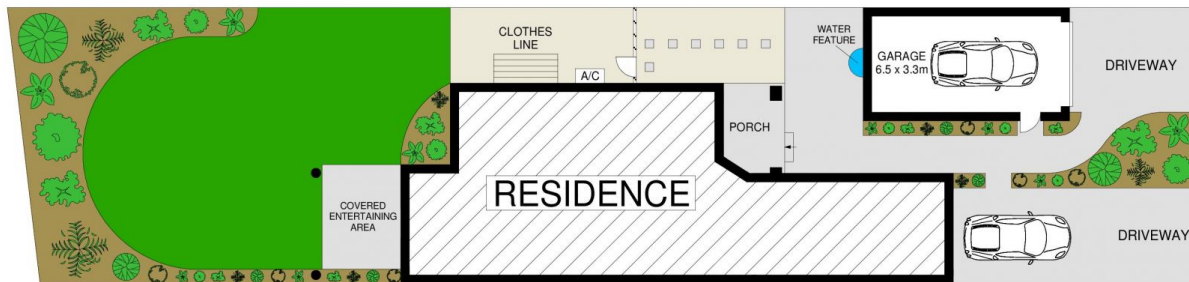 CLOTHES
LINE
A/C
WATER
FEATURE
GARAGE
6.5 x 3.3m
DRIVEWAY
PORCH
RESIDENCE
COVERED
ENTERTAINING
AREA
DRIVEWAY